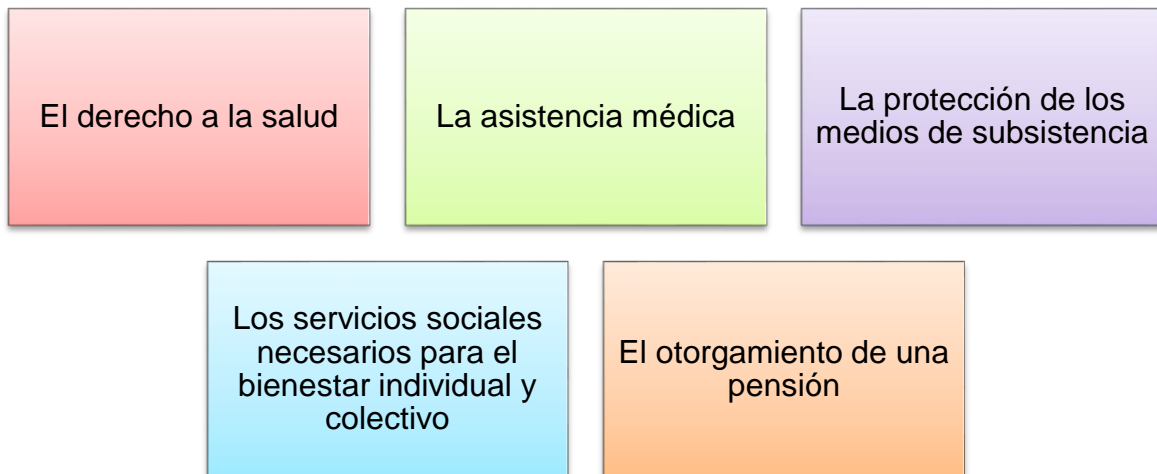 El derecho a la salud
La asistencia médica
La protección de los
medios de subsistencia
Los servicios sociales
necesarios para el
bienestar individual y
colectivo
El otorgamiento de una
pensión